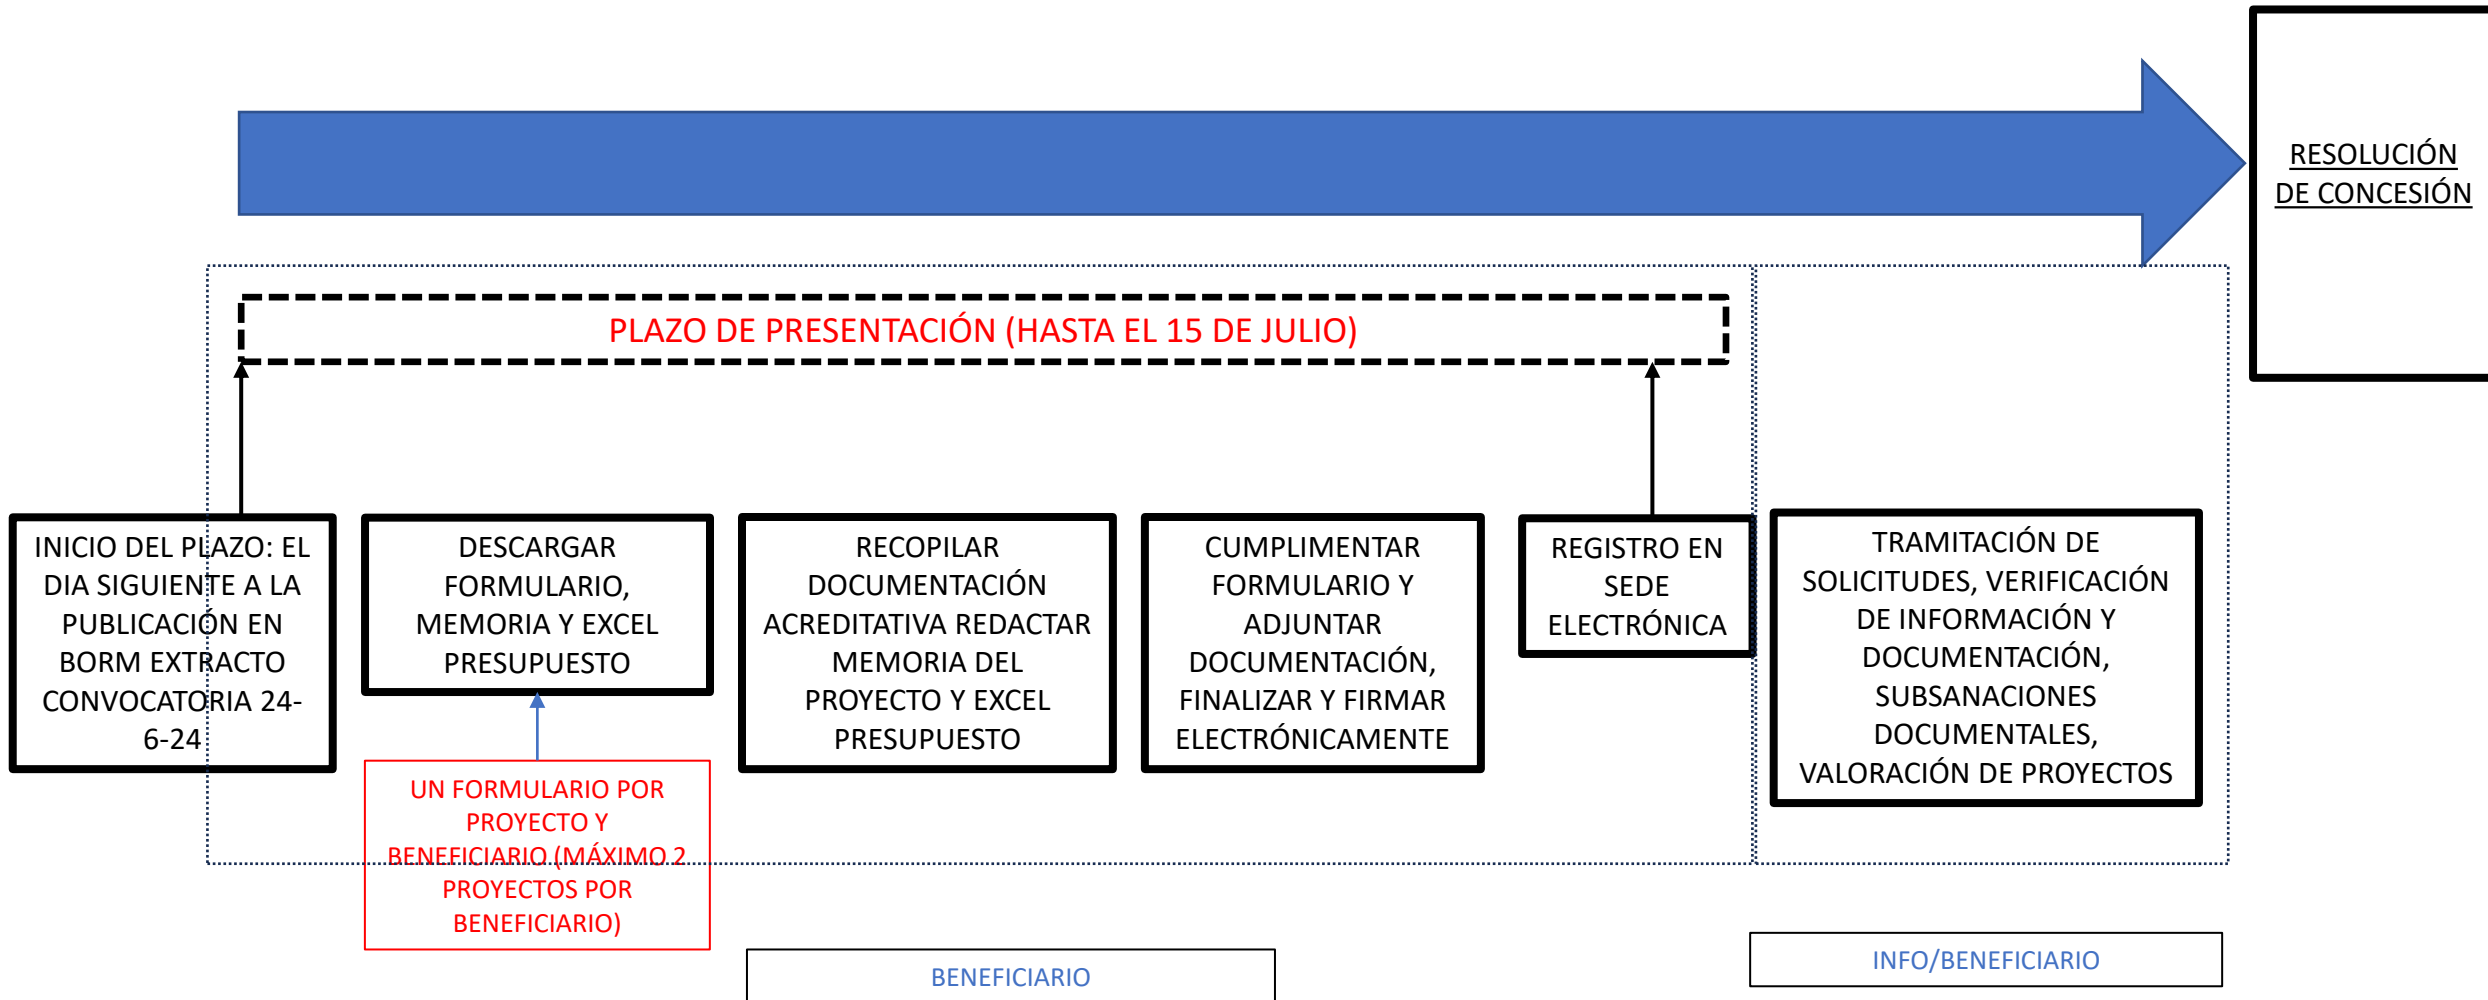 RESOLUCIÓN
DE CONCESIÓN
PLAZO DE PRESENTACIÓN (HASTA EL 15 DE JULIO)
INICIO DEL PLAZO: EL
DIA SIGUIENTE A LA
PUBLICACIÓN EN
BORM EXTRACTO
CONVOCATORIA 24-
6-24
DESCARGAR
FORMULARIO,
MEMORIA Y EXCEL
PRESUPUESTO
RECOPILAR
DOCUMENTACIÓN
ACREDITATIVA REDACTAR
MEMORIA DEL
PROYECTO Y EXCEL
PRESUPUESTO
CUMPLIMENTAR
FORMULARIO Y
ADJUNTAR
DOCUMENTACIÓN,
FINALIZAR Y FIRMAR
ELECTRÓNICAMENTE
REGISTRO EN
SEDE
ELECTRÓNICA
TRAMITACIÓN DE
SOLICITUDES, VERIFICACIÓN
DE INFORMACIÓN Y
DOCUMENTACIÓN,
SUBSANACIONES
DOCUMENTALES,
VALORACIÓN DE PROYECTOS
UN FORMULARIO POR
PROYECTO Y
BENEFICIARIO (MÁXIMO 2
PROYECTOS POR
BENEFICIARIO)
BENEFICIARIO
INFO/BENEFICIARIO